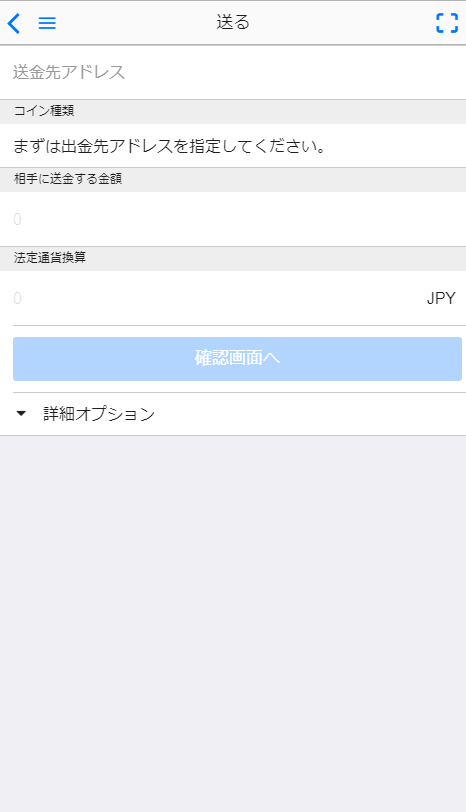 送る
送金先アドレス
コイン種類
まずは出金先アドレスを指定してください。
相手に送金する金額
0
法定通貨換算
0 JPY
確認画面へ
詳細オプション